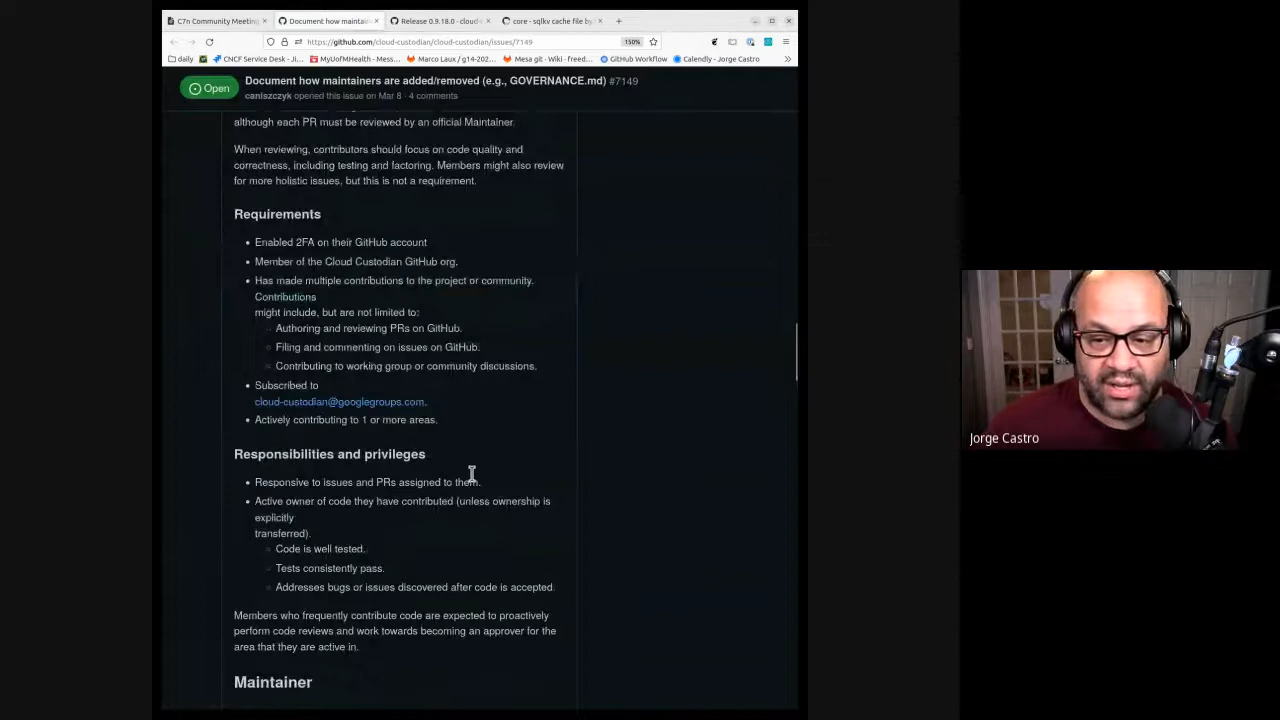 C7n Community Meeting
Document how maintain
Release 0.9.18.0 · cloud-c
core - sqlkv cache file by
https://github.com/cloud-custodian/cloud-custodian/issues/7149
150%
daily
CNCF Service Desk - Ji...
MyUofMHealth - Mess...
Marco Laux / g14-202...
Mesa git · Wiki · freed...
GitHub Workflow
Calendly - Jorge Castro
Open
Document how maintainers are added/removed (e.g., GOVERNANCE.md) #7149
caniszczyk opened this issue on Mar 8 · 4 comments
although each PR must be reviewed by an official Maintainer.
When reviewing, contributors should focus on code quality and
correctness, including testing and factoring. Members might also review
for more holistic issues, but this is not a requirement.
Requirements
Enabled 2FA on their GitHub account
Member of the Cloud Custodian GitHub org.
Has made multiple contributions to the project or community.
Contributions
might include, but are not limited to:
Authoring and reviewing PRs on GitHub.
Filing and commenting on issues on GitHub.
Contributing to working group or community discussions.
Subscribed to
cloud-custodian@googlegroups.com.
Actively contributing to 1 or more areas.
Responsibilities and privileges
Responsive to issues and PRs assigned to them.
Active owner of code they have contributed (unless ownership is
explicitly
transferred).
Code is well tested.
Tests consistently pass.
Addresses bugs or issues discovered after code is accepted.
Members who frequently contribute code are expected to proactively
perform code reviews and work towards becoming an approver for the
area that they are active in.
Maintainer
Jorge Castro